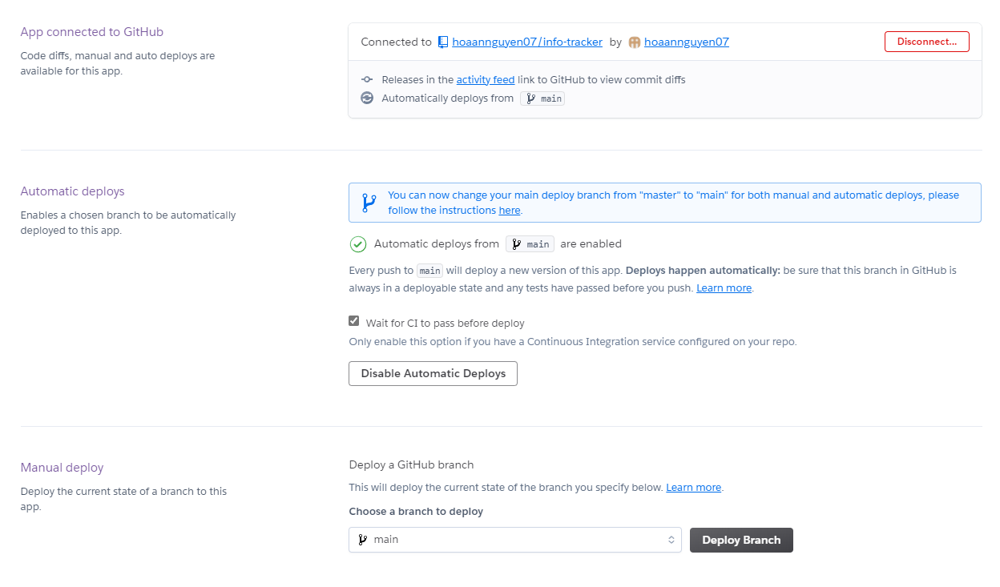 App connected to GitHub
Code diffs, manual and auto deploys are
available for this app.
Connected to hoaannguyen07/info-tracker by hoaannguyen07
Disconnect...
Releases in the activity feed link to GitHub to view commit diffs
Automatically deploys from main
Automatic deploys
Enables a chosen branch to be automatically
deployed to this app.
You can now change your main deploy branch from "master" to "main" for both manual and automatic deploys, please
follow the instructions here.
Automatic deploys from main are enabled
Every push to main will deploy a new version of this app. Deploys happen automatically: be sure that this branch in GitHub is
always in a deployable state and any tests have passed before you push. Learn more.
Wait for CI to pass before deploy
Only enable this option if you have a Continuous Integration service configured on your repo.
Disable Automatic Deploys
Manual deploy
Deploy the current state of a branch to this
app.
Deploy a GitHub branch
This will deploy the current state of the branch you specify below. Learn more.
Choose a branch to deploy
main
Deploy Branch